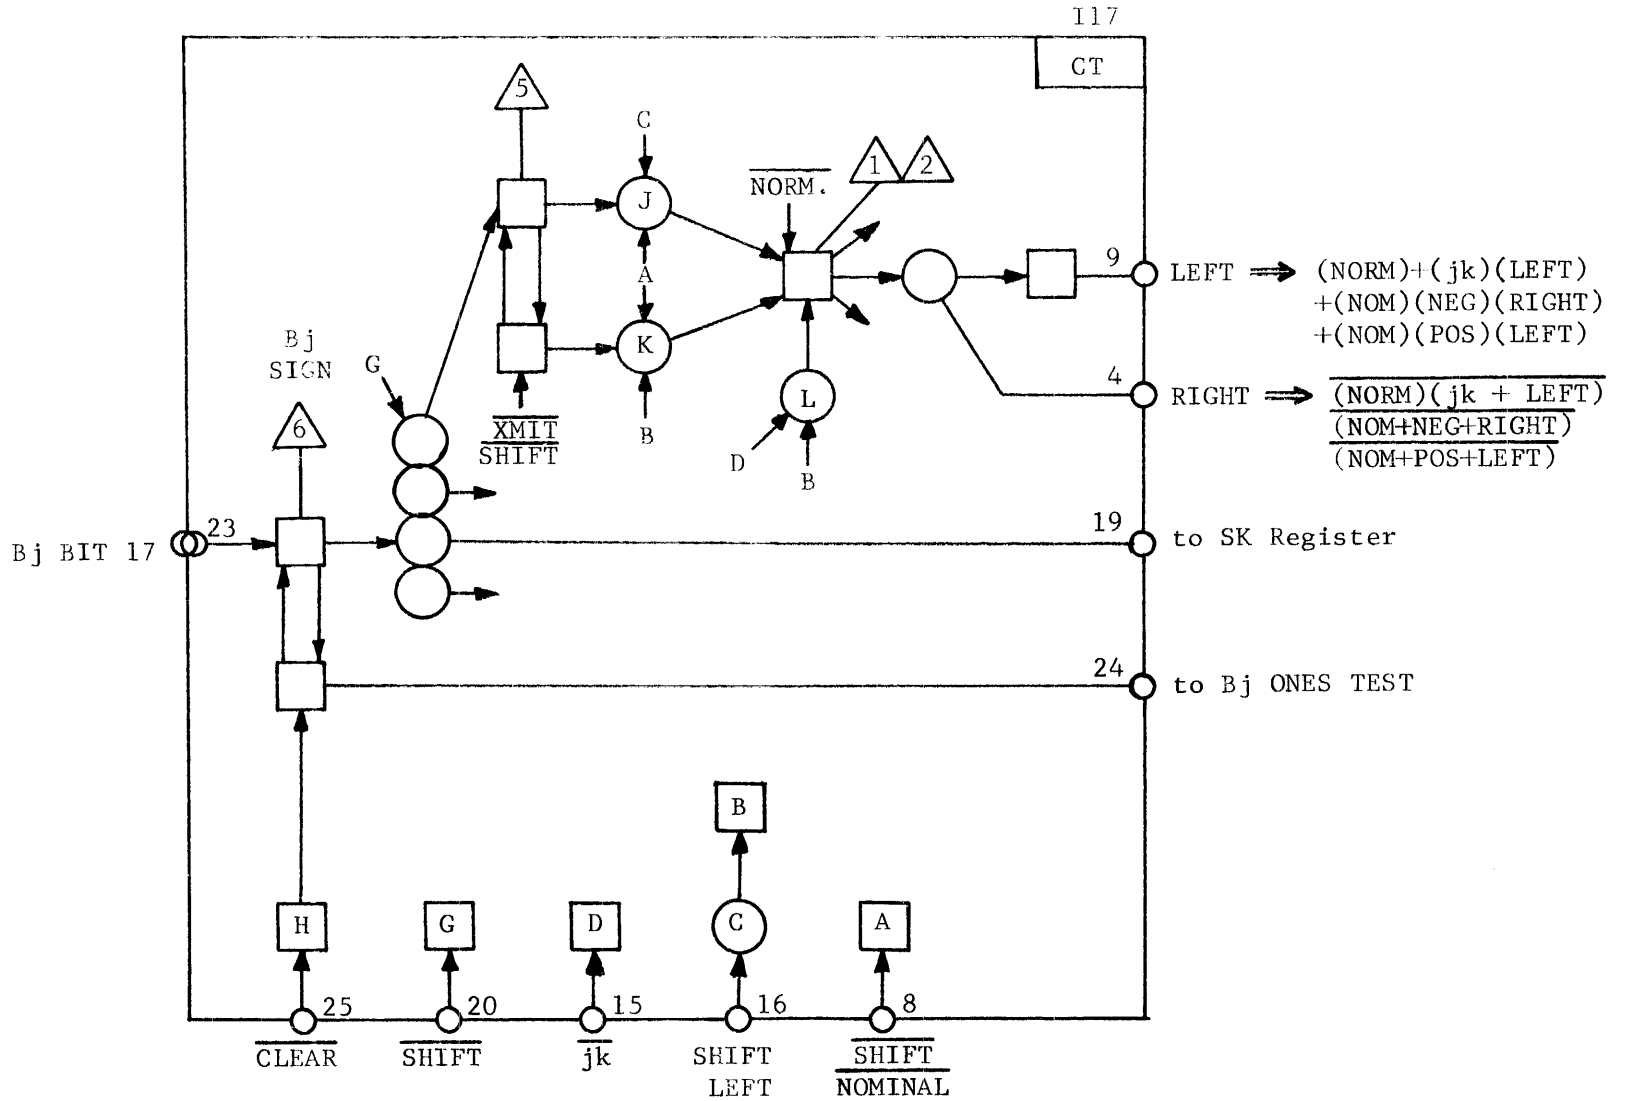 I17
CT
5
C
J
A
K
B
XMIT
SHIFT
NORM.
1
2
L
D
B
9
LEFT ⇒ (NORM)+(jk)(LEFT)
+(NOM)(NEG)(RIGHT)
+(NOM)(POS)(LEFT)
4
RIGHT ⇒ (NORM)(jk + LEFT)
(NOM+NEG+RIGHT)
(NOM+POS+LEFT)
Bj
SIGN
G
6
Bj BIT 17
23
19
to SK Register
24
to Bj ONES TEST
B
H
G
D
C
A
25
20
15
16
8
CLEAR
SHIFT
jk
SHIFT
LEFT
SHIFT
NOMINAL